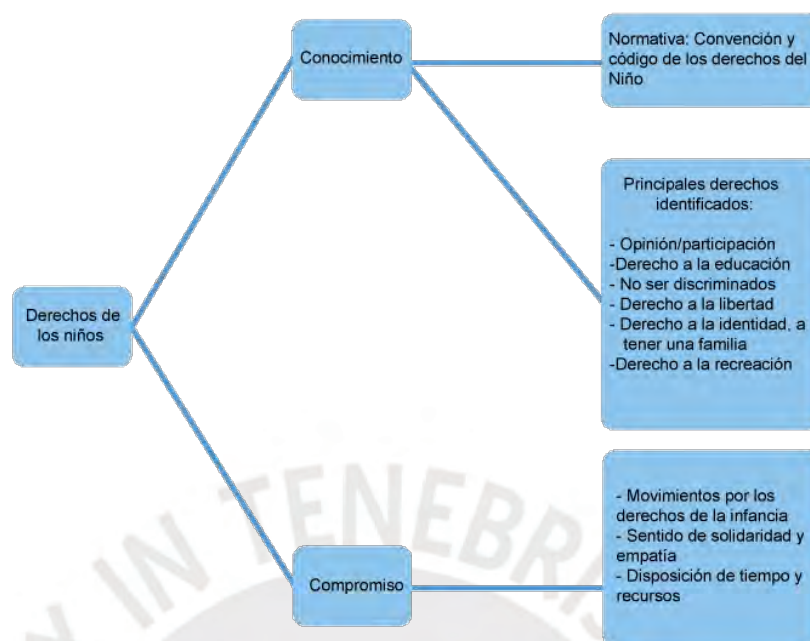 Conocimiento
Normativa: Convención y
código de los derechos del
Niño
Principales derechos
identificados:
- Opinión/participación
-Derecho a la educación
- No ser discriminados
- Derecho a la libertad
- Derecho a la identidad, a
tener una familia
-Derecho a la recreación
Derechos de
los niños
Compromiso
- Movimientos por los
derechos de la infancia
- Sentido de solidaridad y
empatía
- Disposición de tiempo y
recursos
IN TENEBRIS